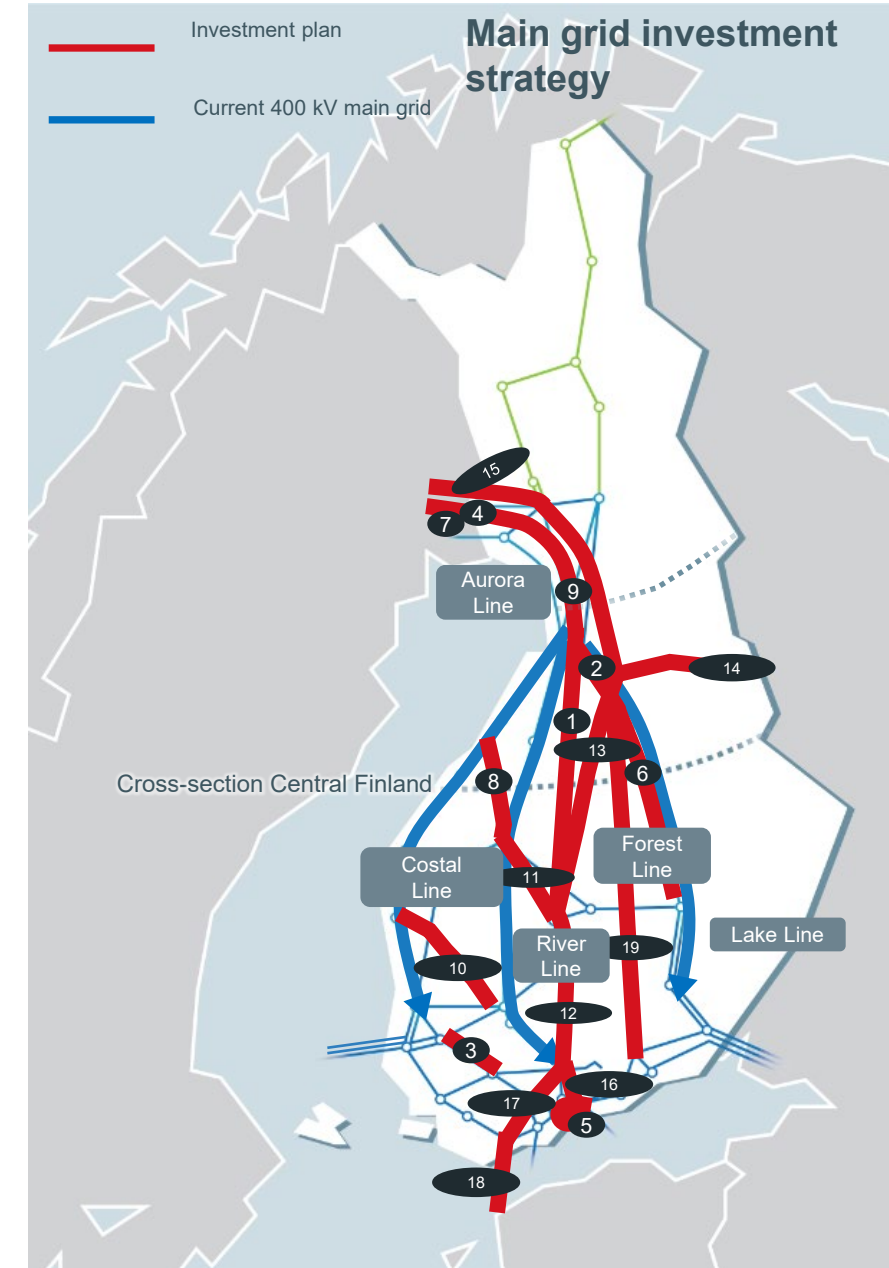 Investment plan
Main grid investment
strategy
Current 400 kV main grid
15
4
7
Aurora
Line
9
2
14
1
13
6
8
Cross-section Central Finland
Forest
Line
Costal
Line
11
Lake Line
River
Line
19
10
12
3
16
17
5
18